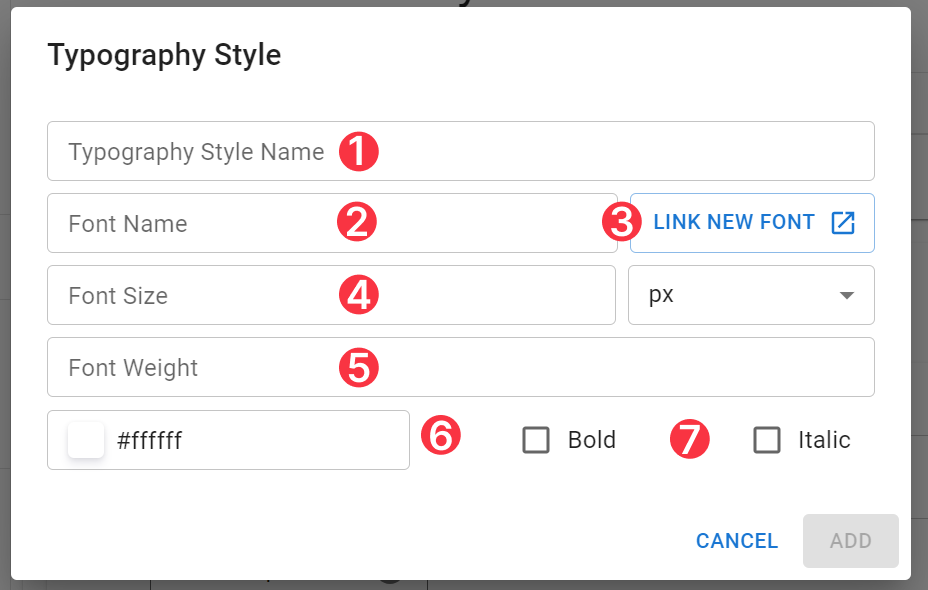 Typography Style
Typography Style Name 1
Font Name 2 3 LINK NEW FONT
Font Size 4 px
Font Weight 5
#ffffff 6 Bold 7 Italic
CANCEL ADD